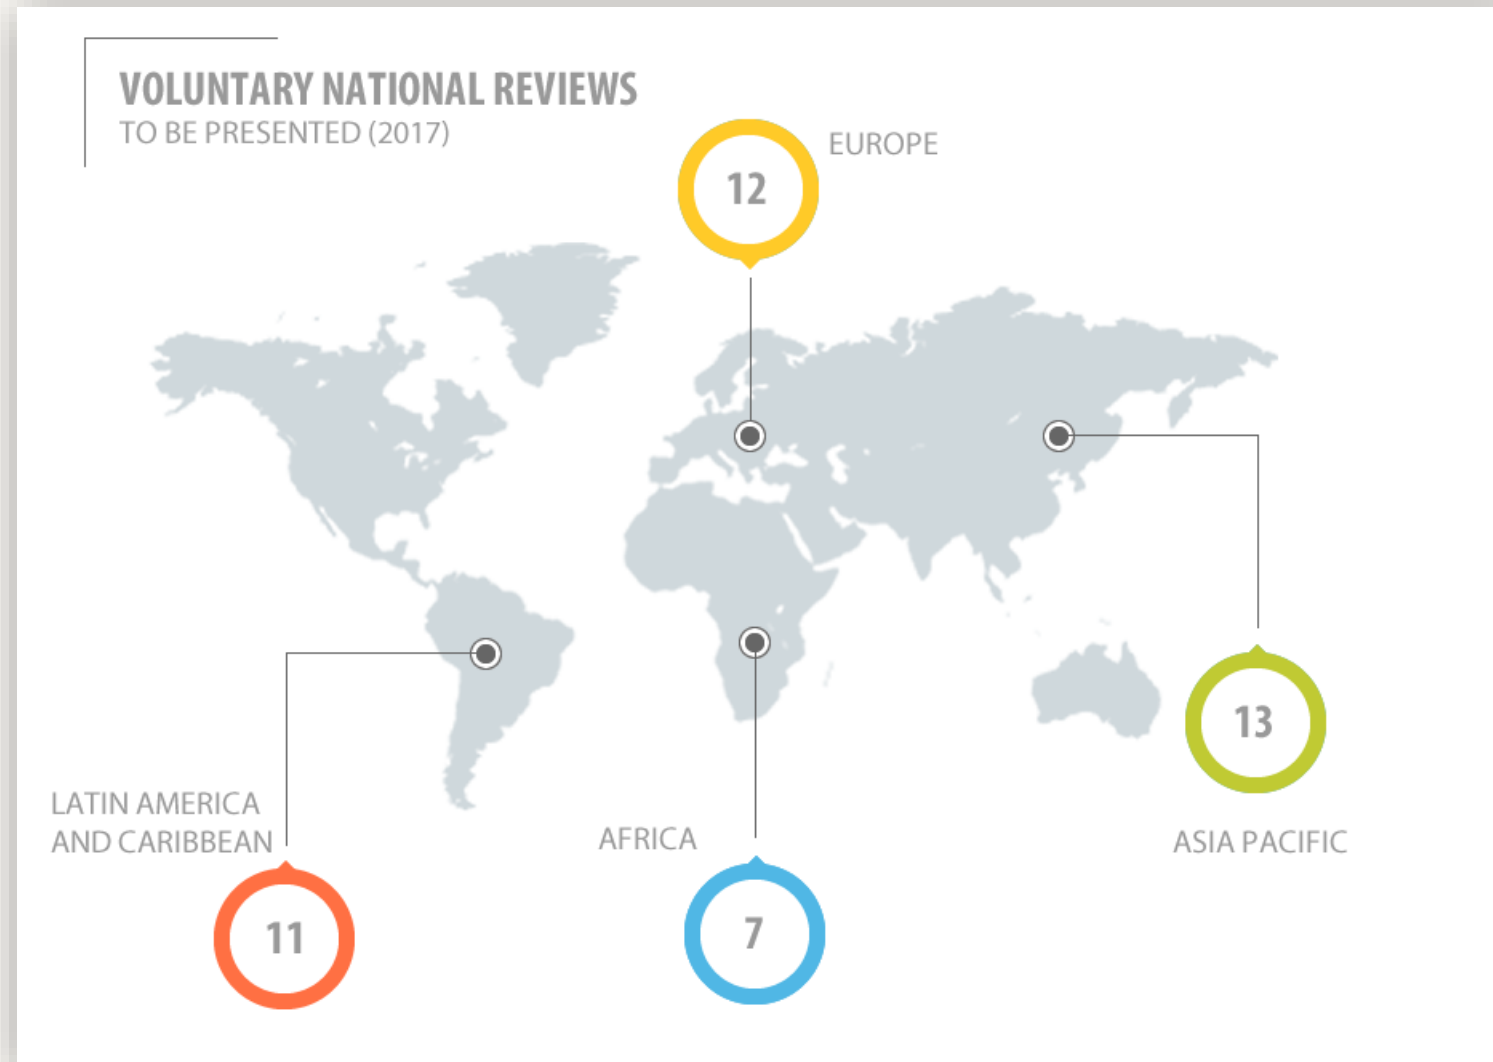 VOLUNTARY NATIONAL REVIEWS
TO BE PRESENTED (2017)
12
EUROPE
13
ASIA PACIFIC
LATIN AMERICA
AND CARIBBEAN
11
AFRICA
7